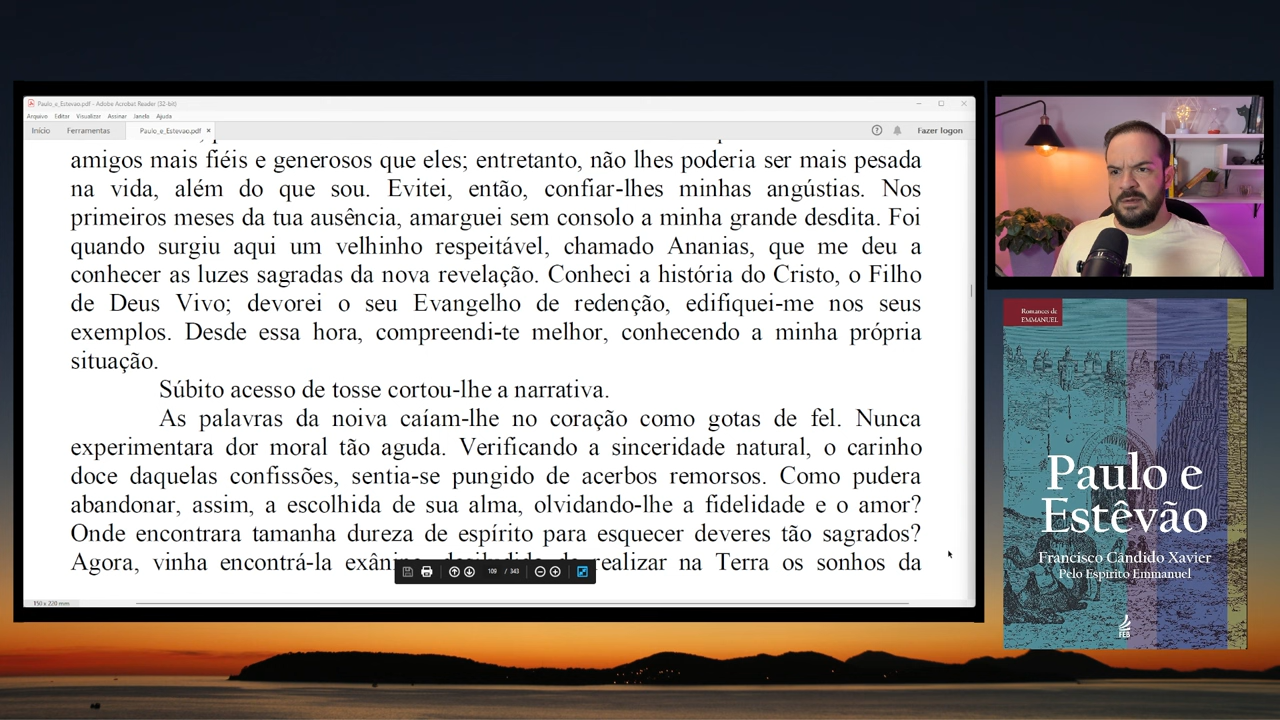 Paulo_e_Estevao.pdf - Adobe Acrobat Reader (32-bit)
Arquivo Editar Visualizar Assinar Janela Ajuda
Início Ferramentas Paulo_e_Estevao.pdf × Fazer logon
amigos mais fiéis e generosos que eles; entretanto, não lhes poderia ser mais pesada
na vida, além do que sou. Evitei, então, confiar-lhes minhas angústias. Nos
primeiros meses da tua ausência, amarguei sem consolo a minha grande desdita. Foi
quando surgiu aqui um velhinho respeitável, chamado Ananias, que me deu a
conhecer as luzes sagradas da nova revelação. Conheci a história do Cristo, o Filho
de Deus Vivo; devorei o seu Evangelho de redenção, edifiquei-me nos seus
exemplos. Desde essa hora, compreendi-te melhor, conhecendo a minha própria
situação.
Súbito acesso de tosse cortou-lhe a narrativa.
As palavras da noiva caíam-lhe no coração como gotas de fel. Nunca
experimentara dor moral tão aguda. Verificando a sinceridade natural, o carinho
doce daquelas confissões, sentia-se pungido de acerbos remorsos. Como pudera
abandonar, assim, a escolhida de sua alma, olvidando-lhe a fidelidade e o amor?
Onde encontrara tamanha dureza de espírito para esquecer deveres tão sagrados?
Agora, vinha encontrá-la realizar na Terra os sonhos da
109 / 343
150 x 220 mm
Romances de
EMMANUEL
Paulo e
Estêvão
Francisco Cândido Xavier
Pelo Espírito Emmanuel
FEB